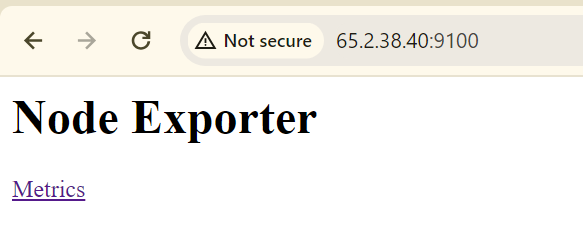 Not secure 65.2.38.40:9100
Node Exporter
Metrics